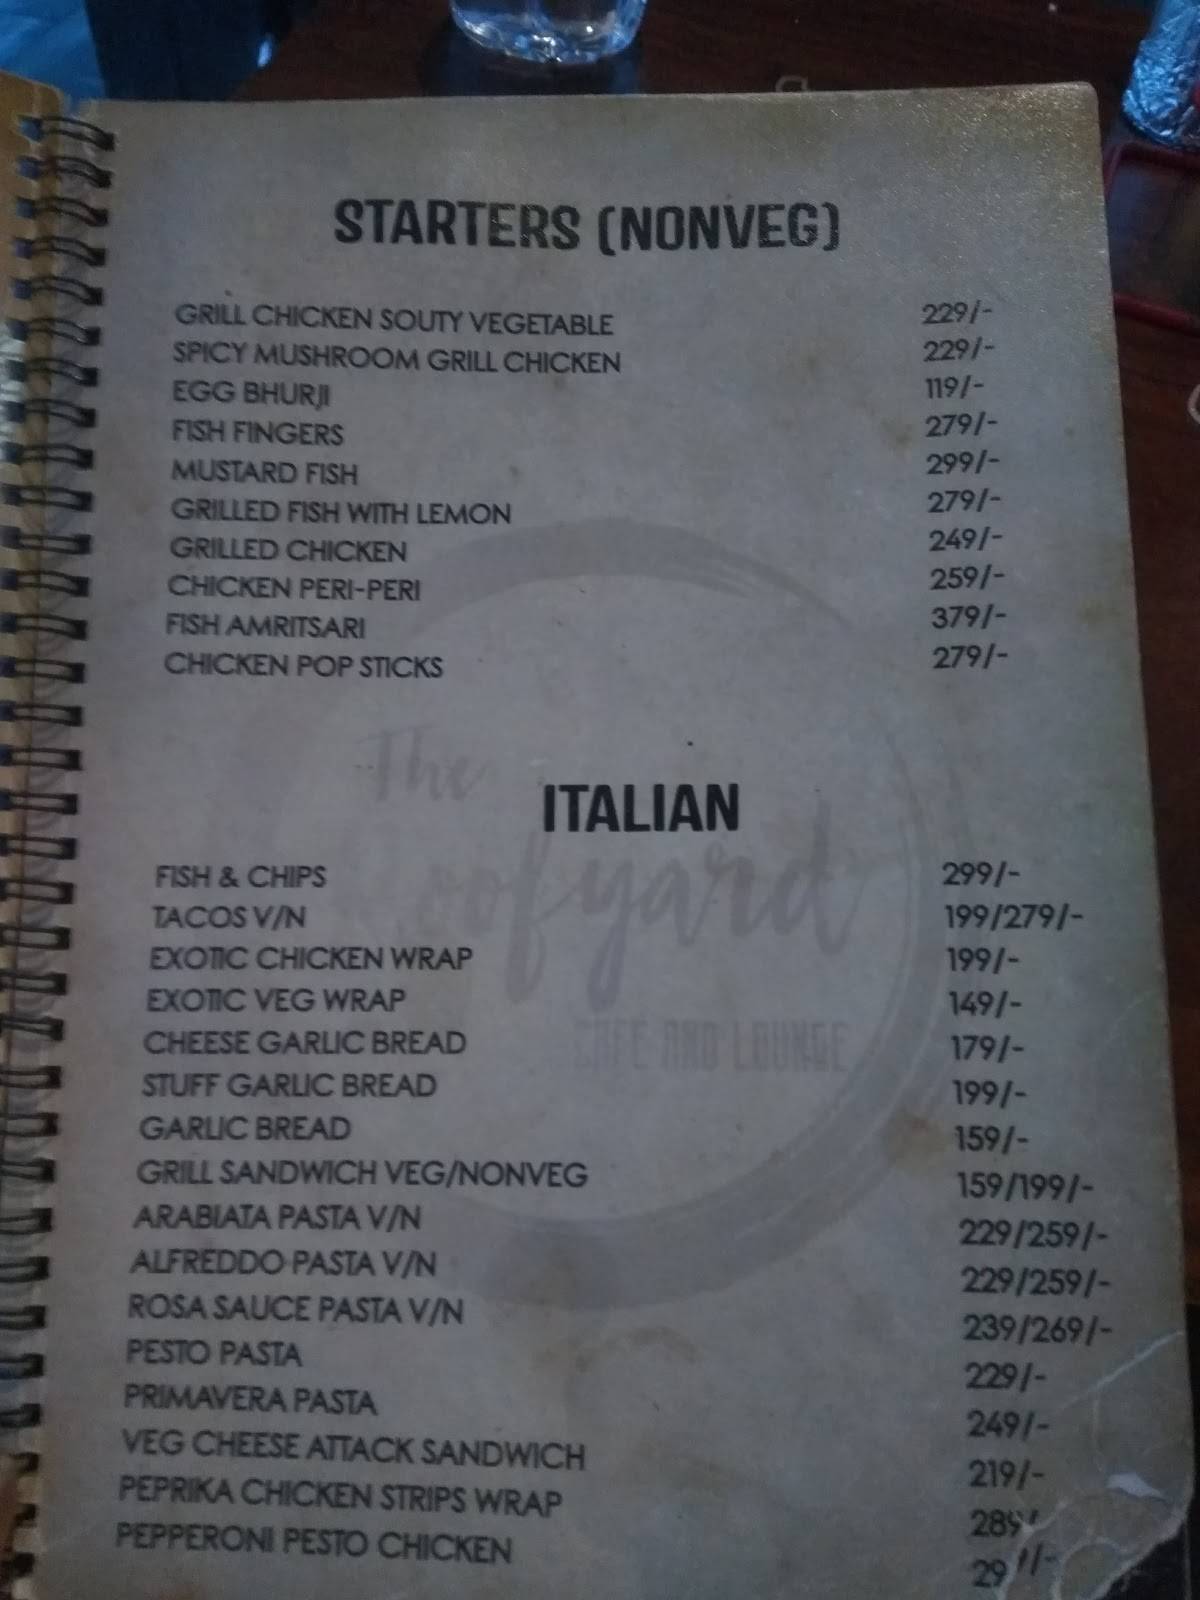 STARTERS (NONVEG)
GRILL CHICKEN SOUTY VEGETABLE 229/-
SPICY MUSHROOM GRILL CHICKEN 229/-
EGG BHURJI 119/-
FISH FINGERS 279/-
MUSTARD FISH 299/-
GRILLED FISH WITH LEMON 279/-
GRILLED CHICKEN 249/-
CHICKEN PERI-PERI 259/-
FISH AMRITSARI 379/-
CHICKEN POP STICKS 279/-
The
ITALIAN
oofyard
CAFE AND LOUNGE
FISH & CHIPS 299/-
TACOS V/N 199/279/-
EXOTIC CHICKEN WRAP 199/-
EXOTIC VEG WRAP 149/-
CHEESE GARLIC BREAD 179/-
STUFF GARLIC BREAD 199/-
GARLIC BREAD 159/-
GRILL SANDWICH VEG/NONVEG 159/199/-
ARABIATA PASTA V/N 229/259/-
ALFREDDO PASTA V/N 229/259/-
ROSA SAUCE PASTA V/N 239/269/-
PESTO PASTA 229/-
PRIMAVERA PASTA 249/-
VEG CHEESE ATTACK SANDWICH 219/-
PEPRIKA CHICKEN STRIPS WRAP
PEPPERONI PESTO CHICKEN